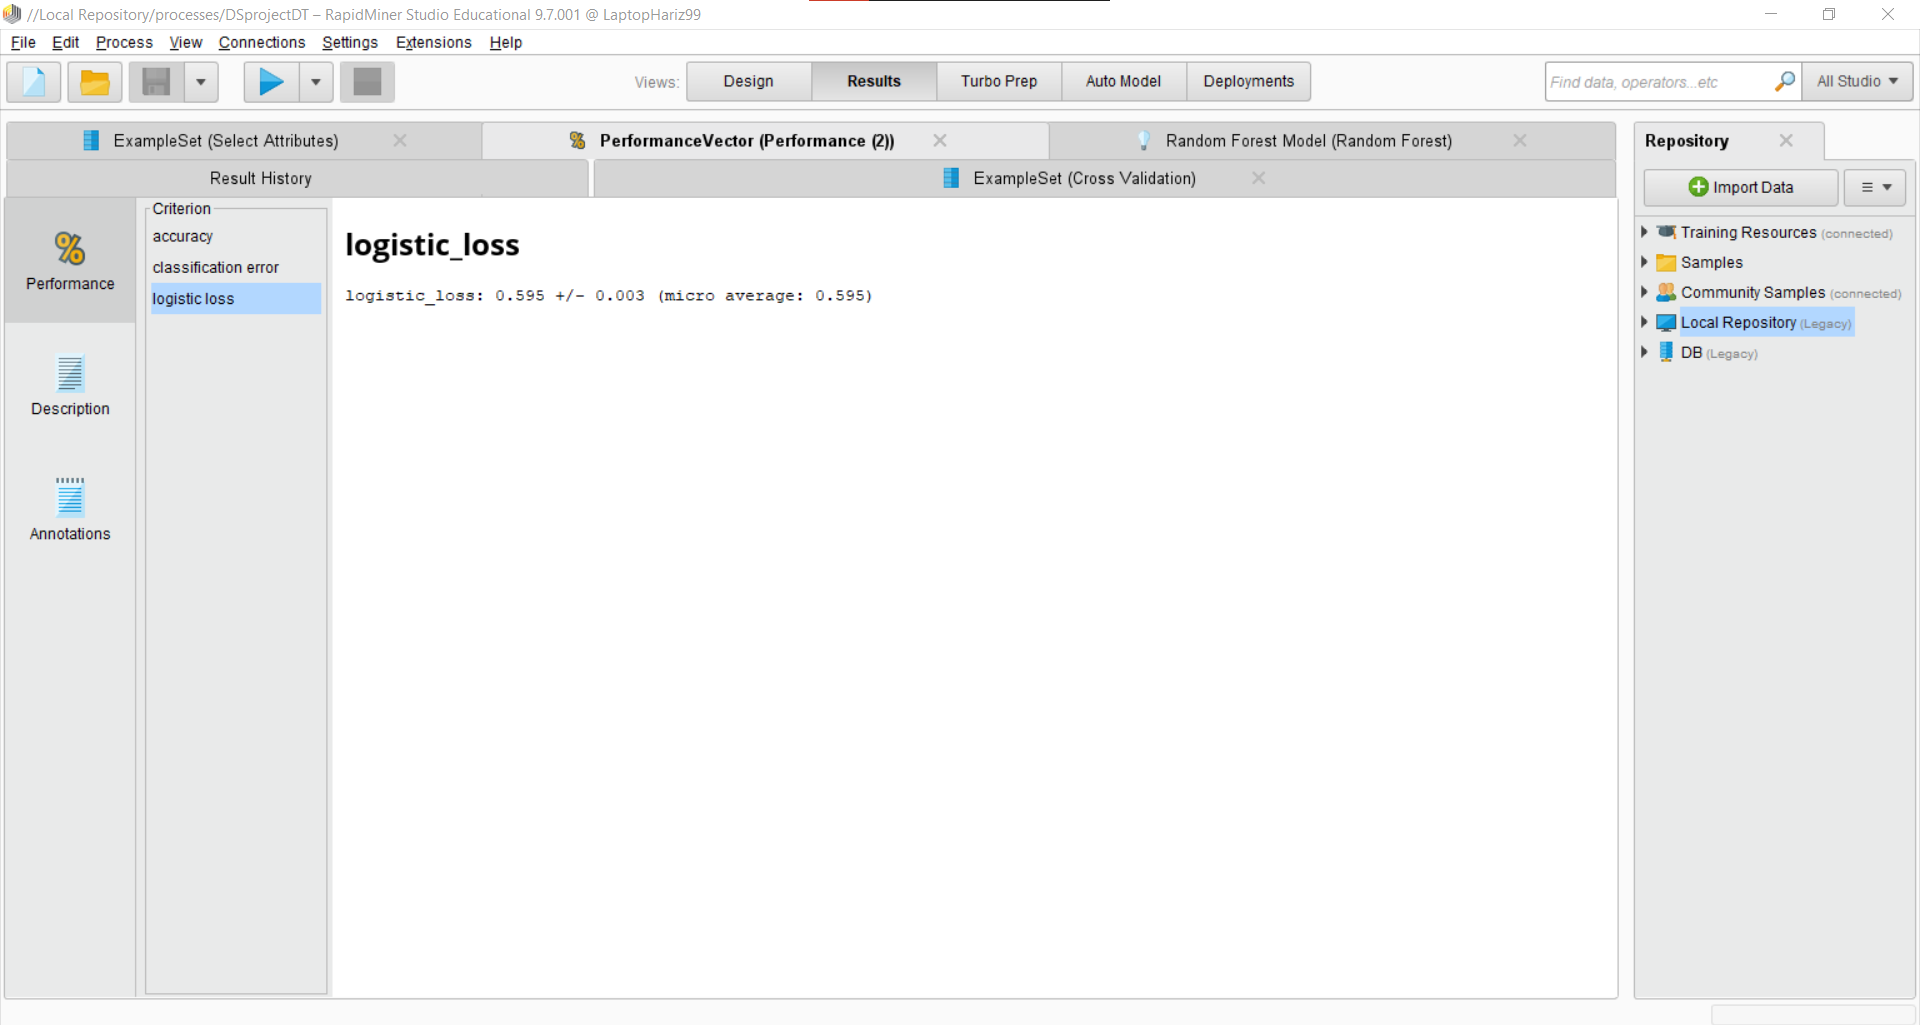 //Local Repository/processes/DSprojectDT – RapidMiner Studio Educational 9.7.001 @ LaptopHariz99
File Edit Process View Connections Settings Extensions Help
Views: Design Results Turbo Prep Auto Model Deployments Find data, operators...etc All Studio
ExampleSet (Select Attributes) PerformanceVector (Performance (2)) Random Forest Model (Random Forest)
Result History ExampleSet (Cross Validation)
Performance
Description
Annotations
Criterion
accuracy
classification error
logistic loss
logistic_loss
logistic_loss: 0.595 +/- 0.003 (micro average: 0.595)
Repository
Import Data
Training Resources (connected)
Samples
Community Samples (connected)
Local Repository (Legacy)
DB (Legacy)